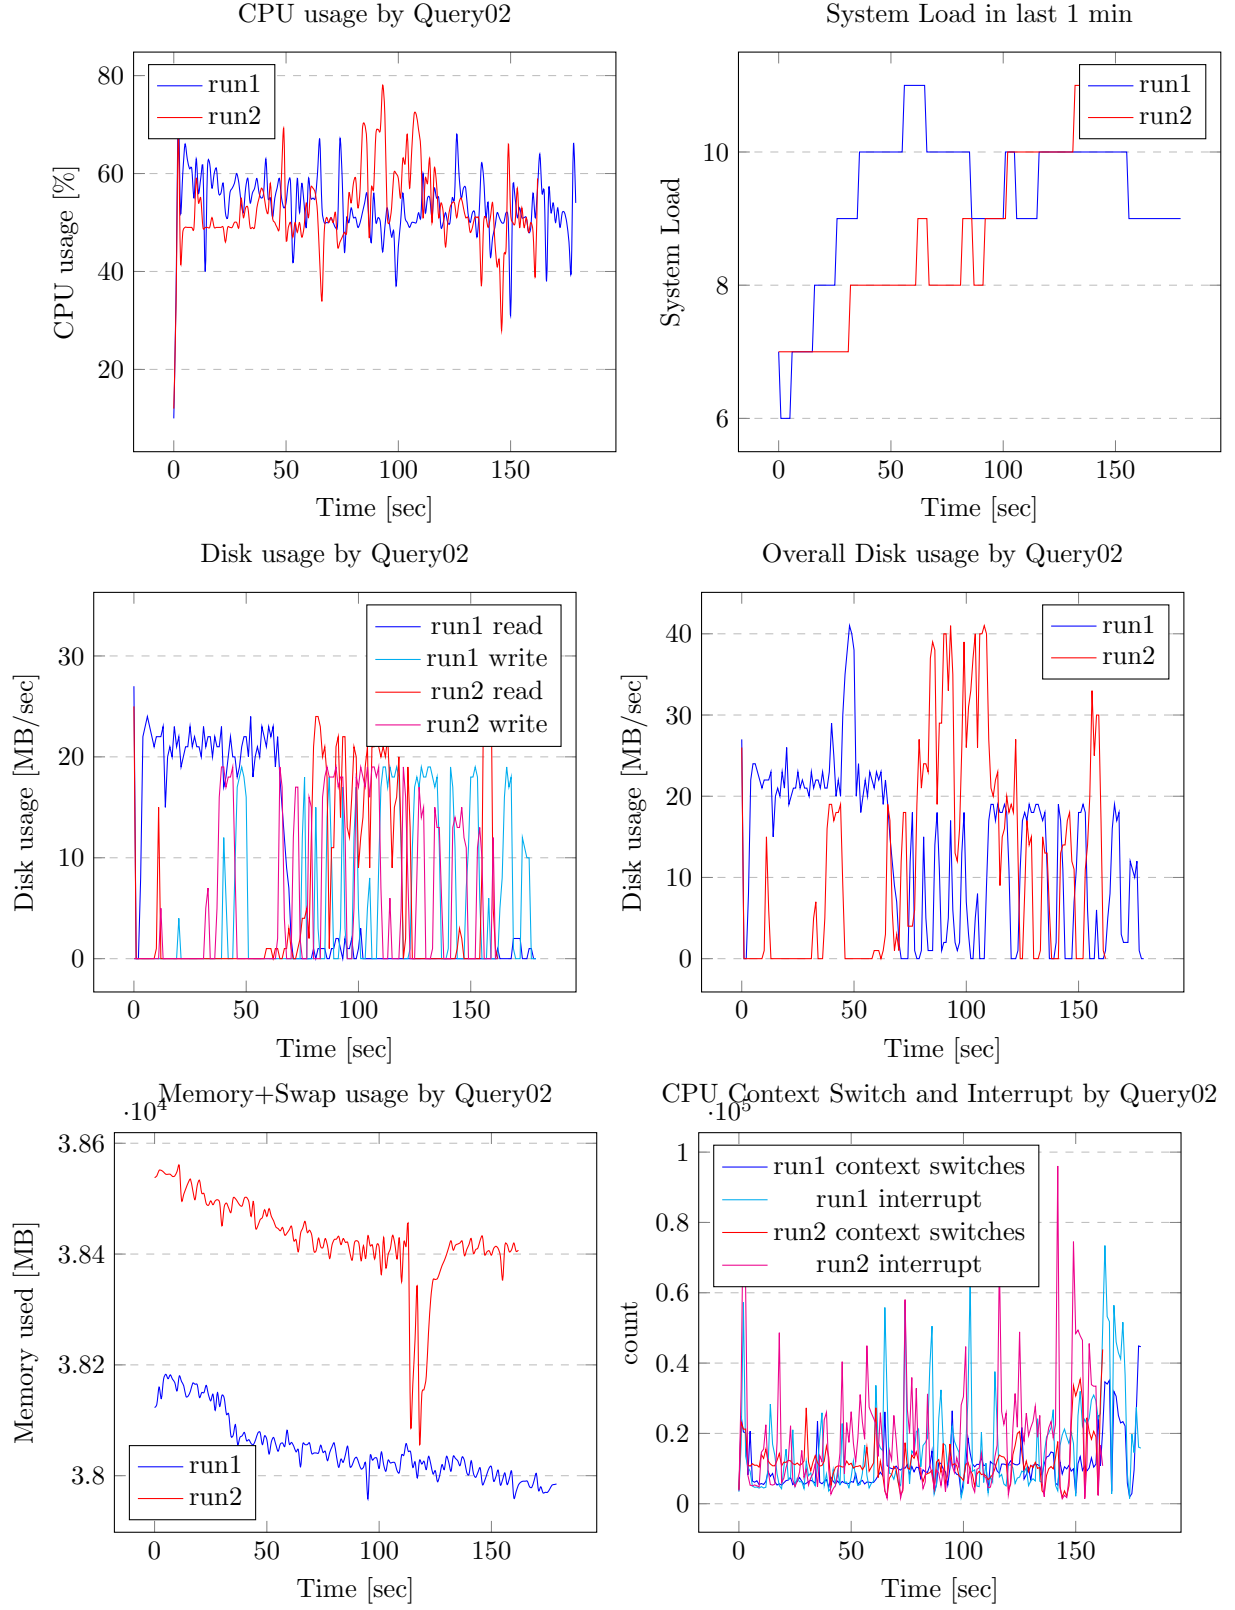 CPU usage by Query02
80
60
40
20
0
50
100
150
CPU usage [%]
Time [sec]
run1
run2
System Load in last 1 min
10
8
6
0
50
100
150
System Load
Time [sec]
run1
run2
Disk usage by Query02
30
20
10
0
0
50
100
150
Disk usage [MB/sec]
Time [sec]
run1 read
run1 write
run2 read
run2 write
Overall Disk usage by Query02
40
30
20
10
0
0
50
100
150
Disk usage [MB/sec]
Time [sec]
run1
run2
Memory+Swap usage by Query02
·10^4
3.86
3.84
3.82
3.8
0
50
100
150
Memory used [MB]
Time [sec]
run1
run2
CPU Context Switch and Interrupt by Query02
·10^5
1
0.8
0.6
0.4
0.2
0
0
50
100
150
count
Time [sec]
run1 context switches
run1 interrupt
run2 context switches
run2 interrupt